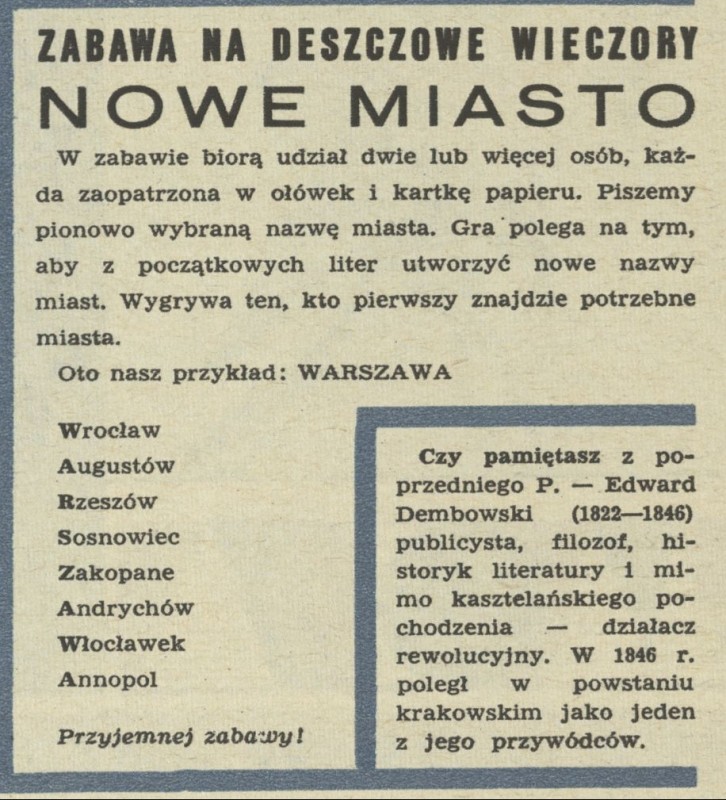 ZABAWA NA DESZCZOWE WIECZORY
NOWE MIASTO
W zabawie biorą udział dwie lub więcej osób, każ-
da zaopatrzona w ołówek i kartkę papieru. Piszemy
pionowo wybraną nazwę miasta. Gra polega na tym,
aby z początkowych liter utworzyć nowe nazwy
miast. Wygrywa ten, kto pierwszy znajdzie potrzebne
miasta.
Oto nasz przykład: WARSZAWA
Wrocław
Augustów
Rzeszów
Sosnowiec
Zakopane
Andrychów
Włocławek
Annopol
Przyjemnej zabawy!
Czy pamiętasz z po-
przedniego P. — Edward
Dembowski (1822—1846)
publicysta, filozof, hi-
storyk literatury i mi-
mo kasztelańskiego po-
chodzenia — działacz
rewolucyjny. W 1846 r.
poległ w powstaniu
krakowskim jako jeden
z jego przywódców.